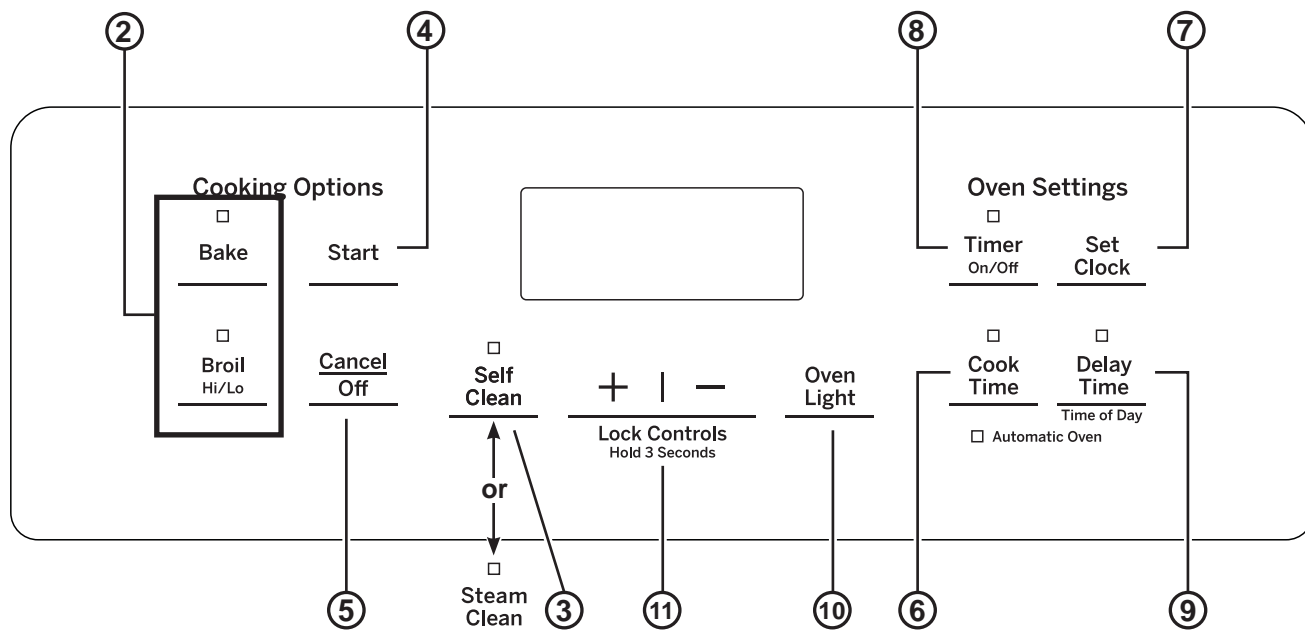 2
4
8
7
Cooking Options
Oven Settings
Bake
Start
Timer
On/Off
Set
Clock
Broil
Hi/Lo
Cancel
Off
Self
Clean
+ | −
Lock Controls
Hold 3 Seconds
Oven
Light
Cook
Time
Delay
Time
Time of Day
Automatic Oven
or
Steam
Clean
5
3
11
10
6
9